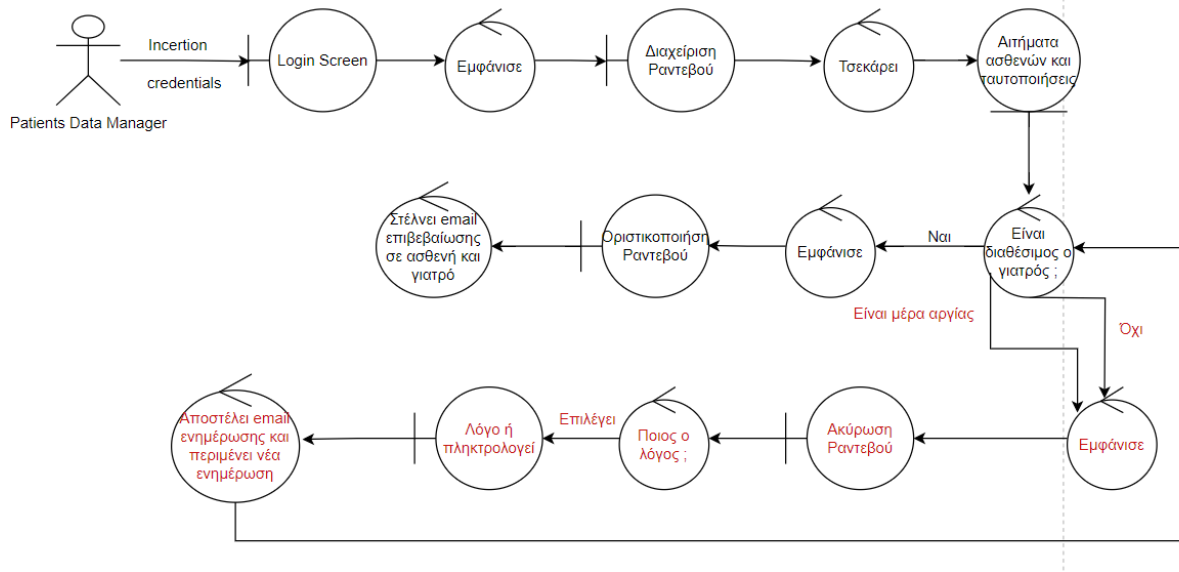 Incertion
credentials
Patients Data Manager
Login Screen
Εμφάνισε
Διαχείριση
Ραντεβού
Τσεκάρει
Αιτήματα
ασθενών και
ταυτοποιήσεις
Στέλνει email
επιβεβαίωσης
σε ασθενή και
γιατρό
Οριστικοποιήση
Ραντεβού
Εμφάνισε
Ναι
Είναι
διαθέσιμος ο
γιατρός ;
Είναι μέρα αργίας
Όχι
Αποστέλει email
ενημέρωσης και
περιμένει νέα
ενημέρωση
Λόγο ή
πληκτρολογεί
Επιλέγει
Ποιος ο
λόγος ;
Ακύρωση
Ραντεβού
Εμφάνισε